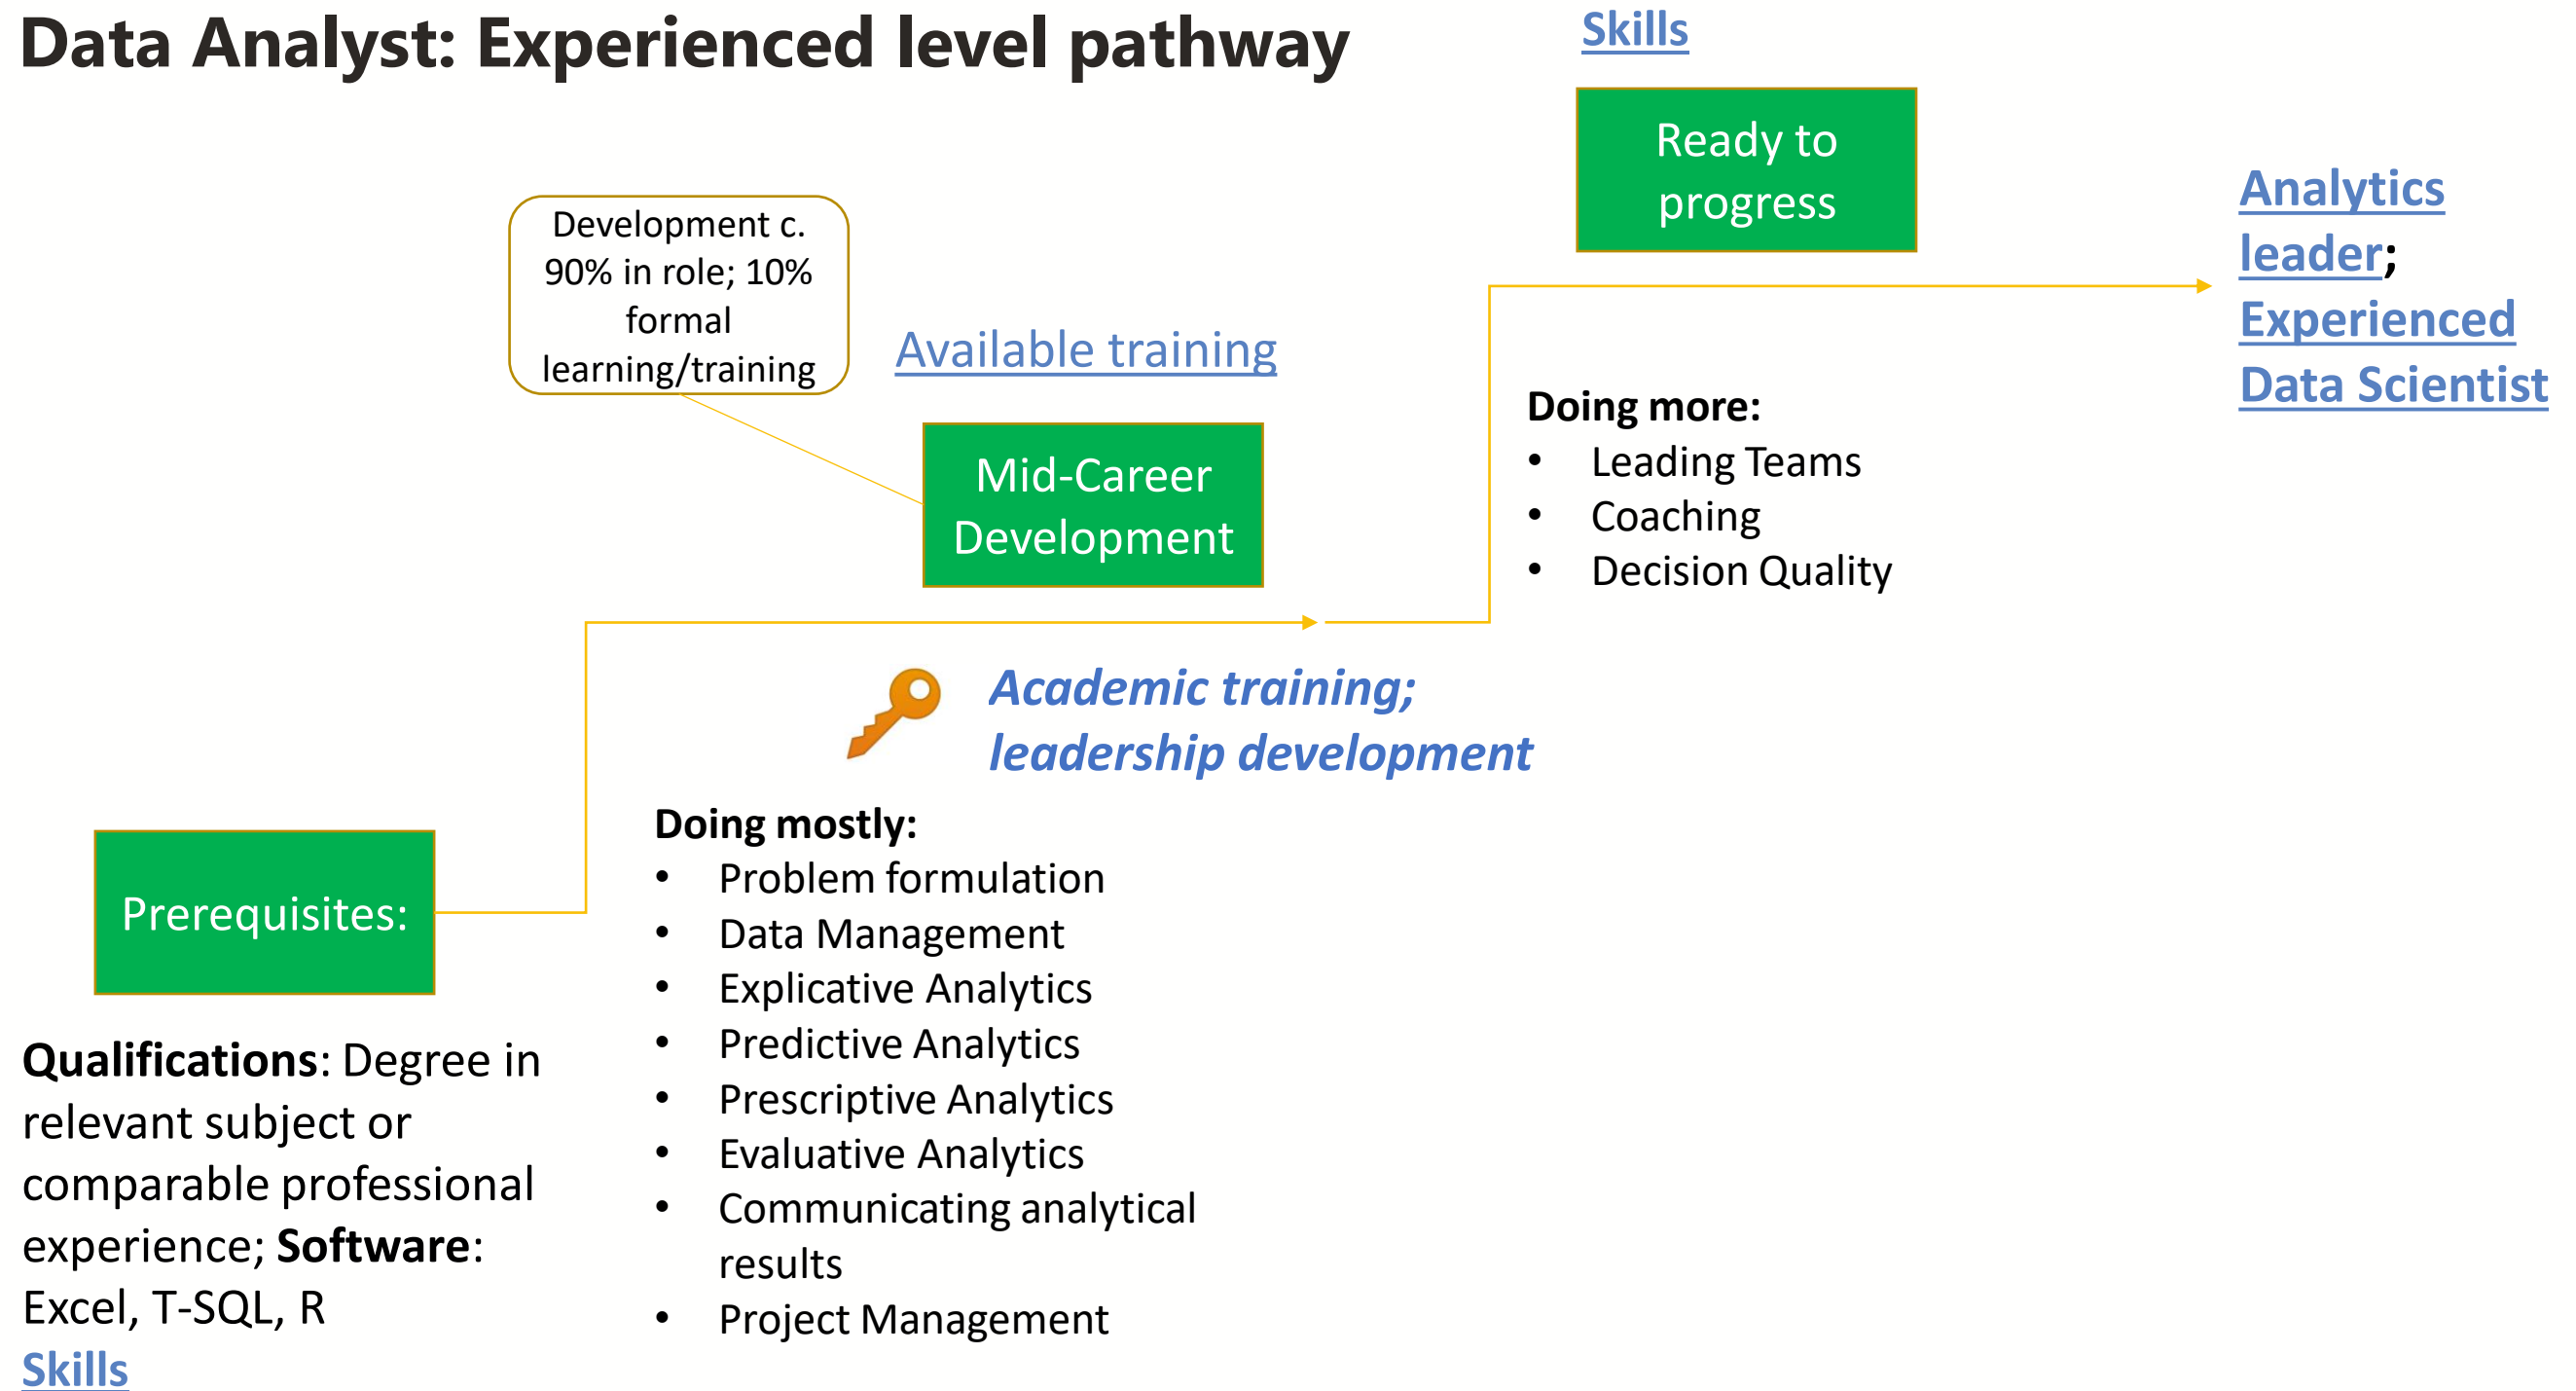 Data Analyst: Experienced level pathway
Skills
Ready to
progress
Analytics
leader;
Experienced
Data Scientist
Development c.
90% in role; 10%
formal
learning/training
Available training
Mid-Career
Development
Doing more:
• Leading Teams
• Coaching
• Decision Quality
Academic training;
leadership development
Prerequisites:
Qualifications: Degree in
relevant subject or
comparable professional
experience; Software:
Excel, T-SQL, R
Skills
Doing mostly:
• Problem formulation
• Data Management
• Explicative Analytics
• Predictive Analytics
• Prescriptive Analytics
• Evaluative Analytics
• Communicating analytical
results
• Project Management